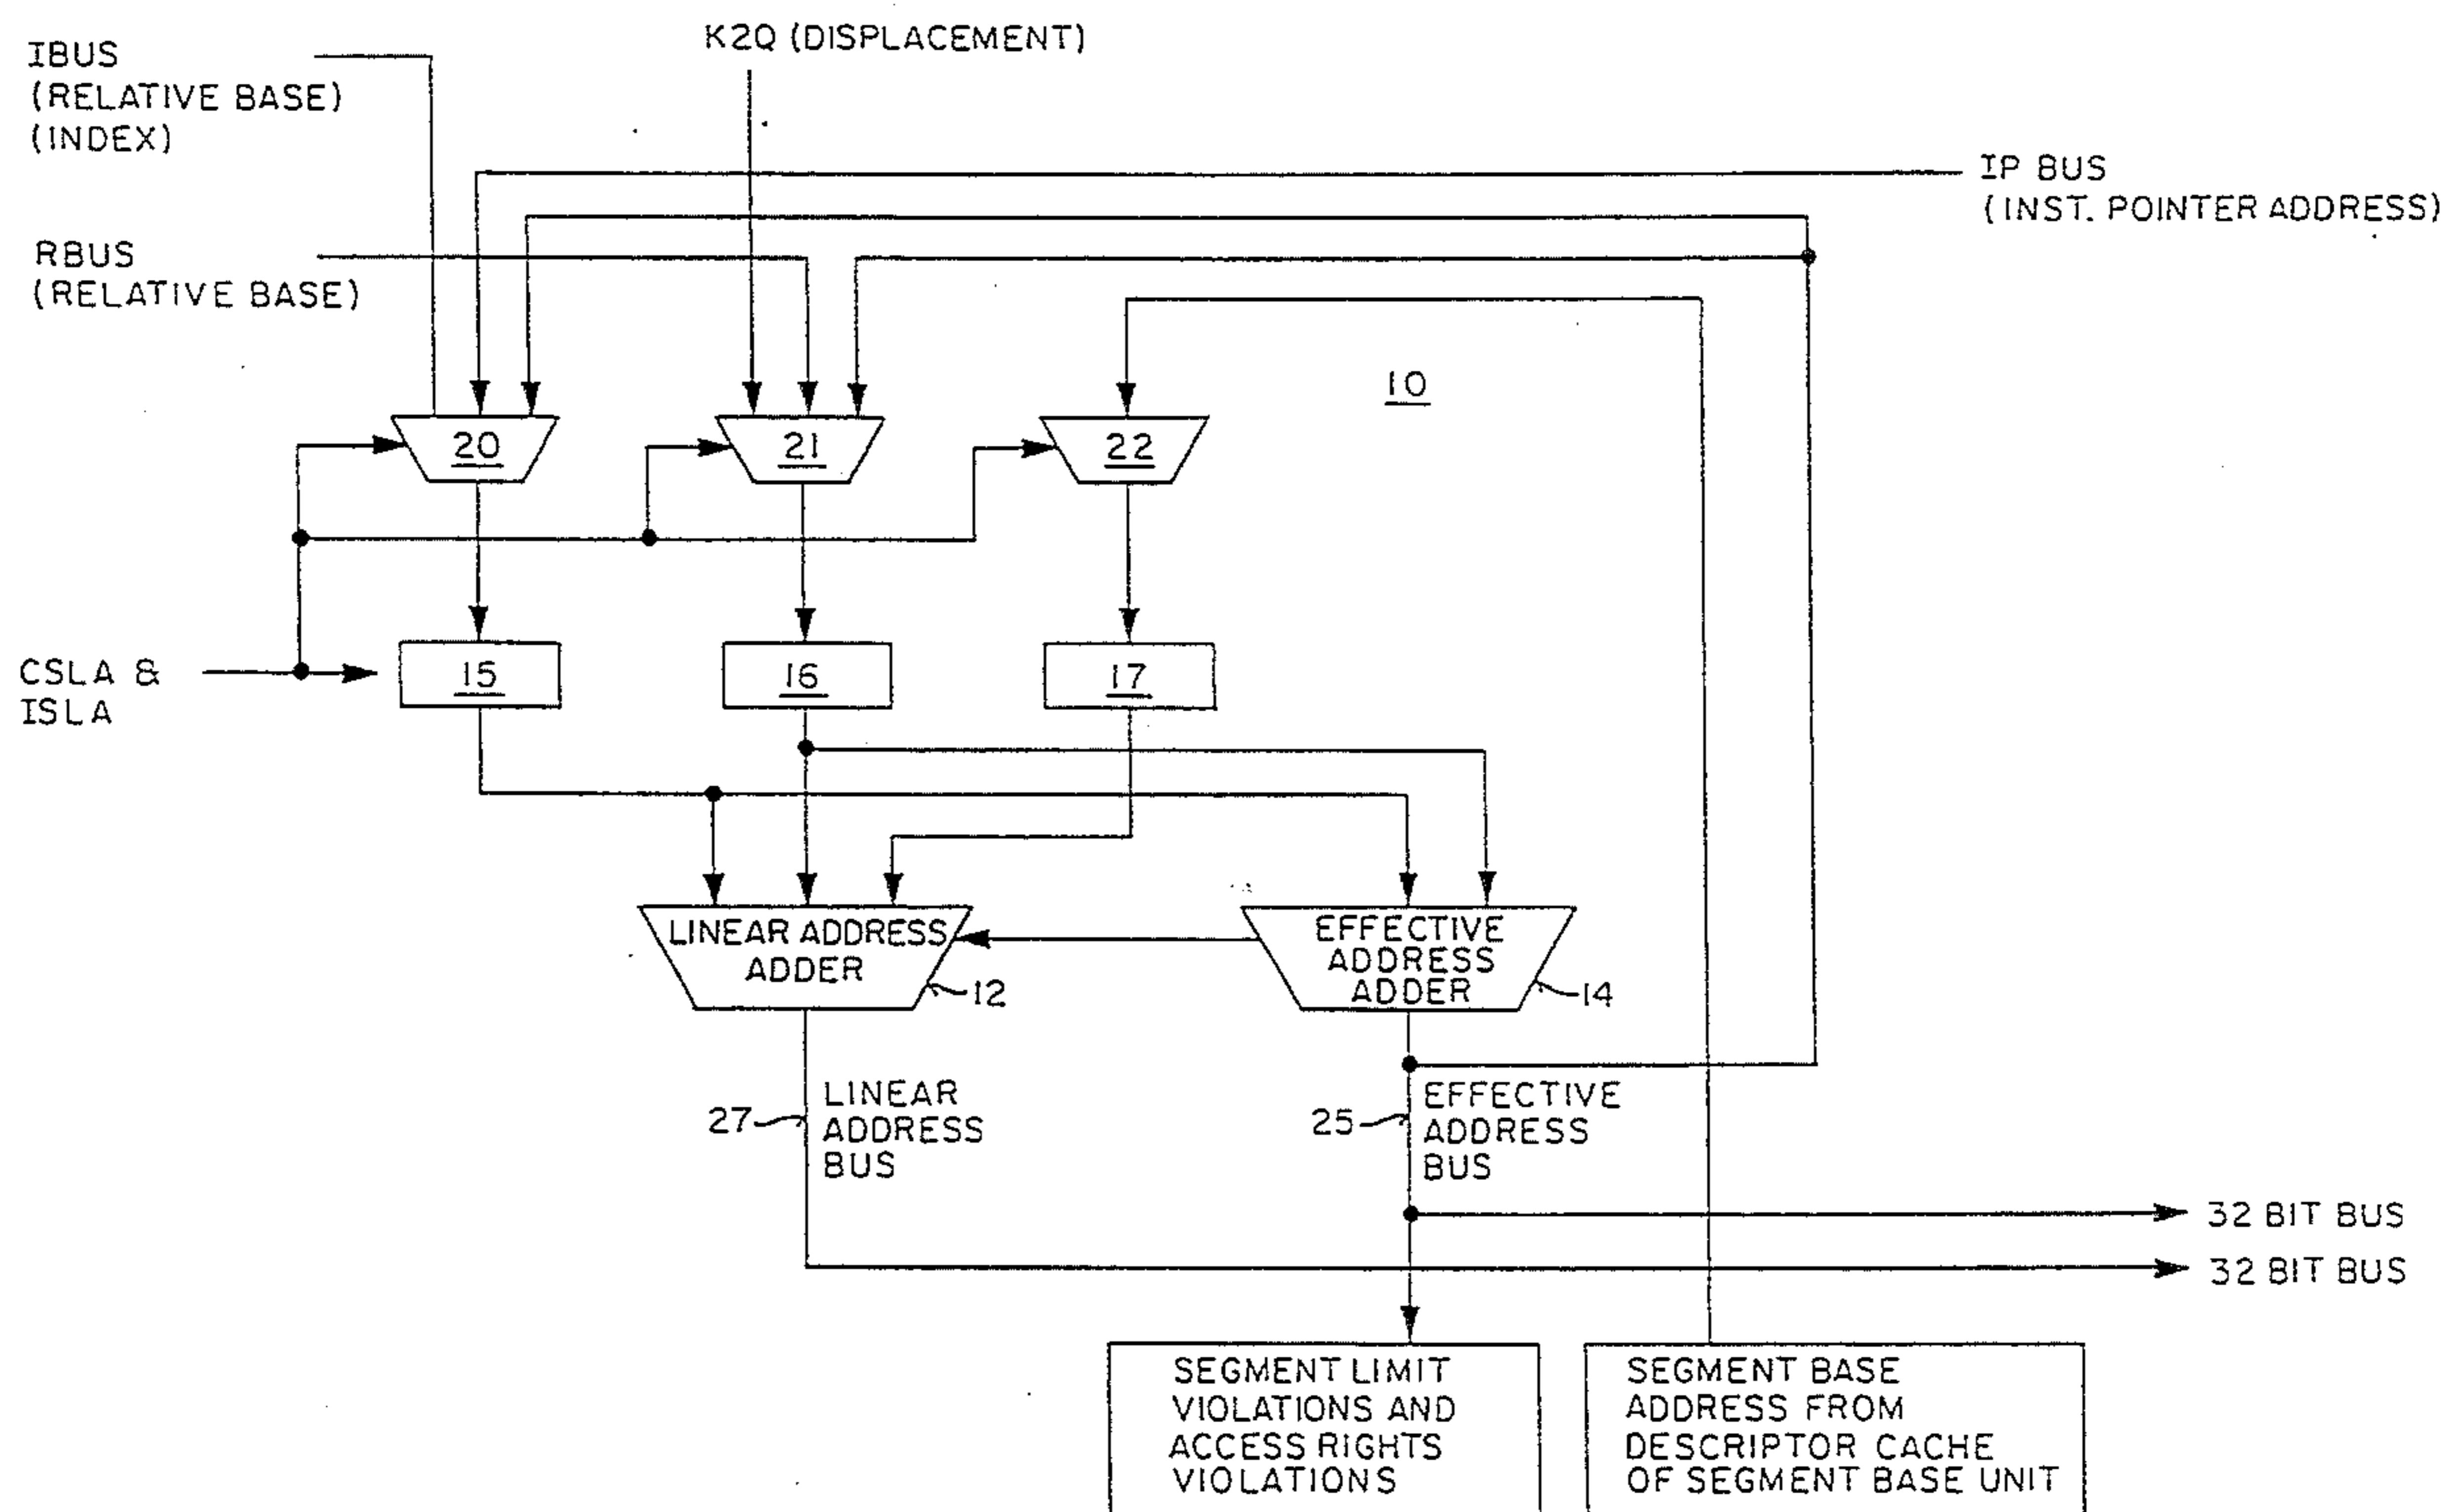 K2Q (DISPLACEMENT)
IBUS
(RELATIVE BASE)
(INDEX)
IP BUS
(INST. POINTER ADDRESS)
RBUS
(RELATIVE BASE)
10
20
21
22
CSLA &
ISLA
15
16
17
LINEAR ADDRESS
ADDER
12
EFFECTIVE
ADDRESS
ADDER
14
27
LINEAR
ADDRESS
BUS
25
EFFECTIVE
ADDRESS
BUS
32 BIT BUS
32 BIT BUS
SEGMENT LIMIT
VIOLATIONS AND
ACCESS RIGHTS
VIOLATIONS
SEGMENT BASE
ADDRESS FROM
DESCRIPTOR CACHE
OF SEGMENT BASE UNIT